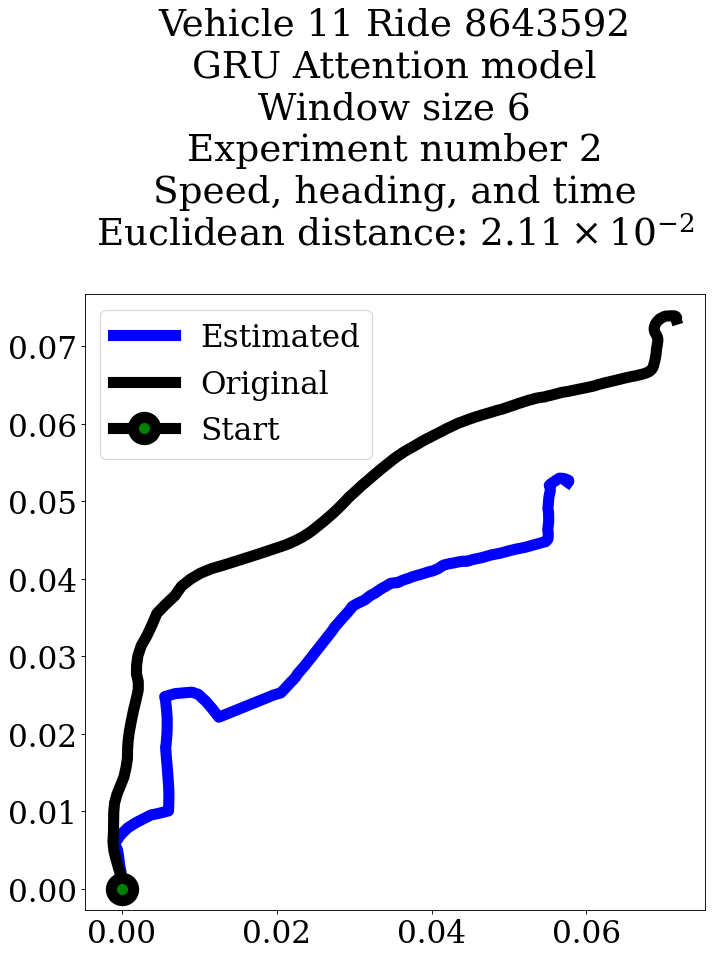 Vehicle 11 Ride 8643592
GRU Attention model
Window size 6
Experiment number 2
Speed, heading, and time
Euclidean distance: 2.11 × 10⁻²
Estimated
Original
Start
0.07
0.06
0.05
0.04
0.03
0.02
0.01
0.00
0.00 0.02 0.04 0.06